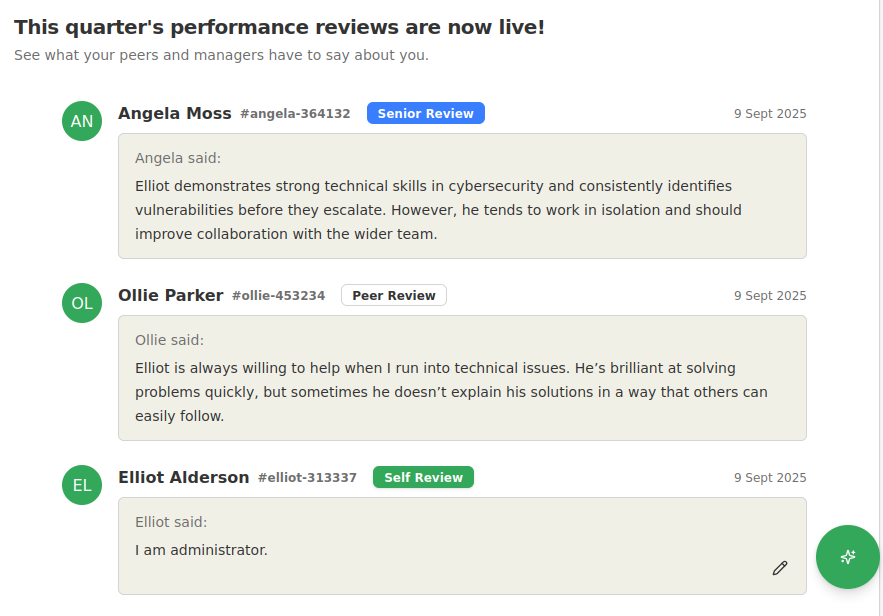 This quarter's performance reviews are now live!
See what your peers and managers have to say about you.
AN
Angela Moss #angela-364132 Senior Review 9 Sept 2025
Angela said:
Elliot demonstrates strong technical skills in cybersecurity and consistently identifies
vulnerabilities before they escalate. However, he tends to work in isolation and should
improve collaboration with the wider team.
OL
Ollie Parker #ollie-453234 Peer Review 9 Sept 2025
Ollie said:
Elliot is always willing to help when I run into technical issues. He’s brilliant at solving
problems quickly, but sometimes he doesn’t explain his solutions in a way that others can
easily follow.
EL
Elliot Alderson #elliot-313337 Self Review 9 Sept 2025
Elliot said:
I am administrator.